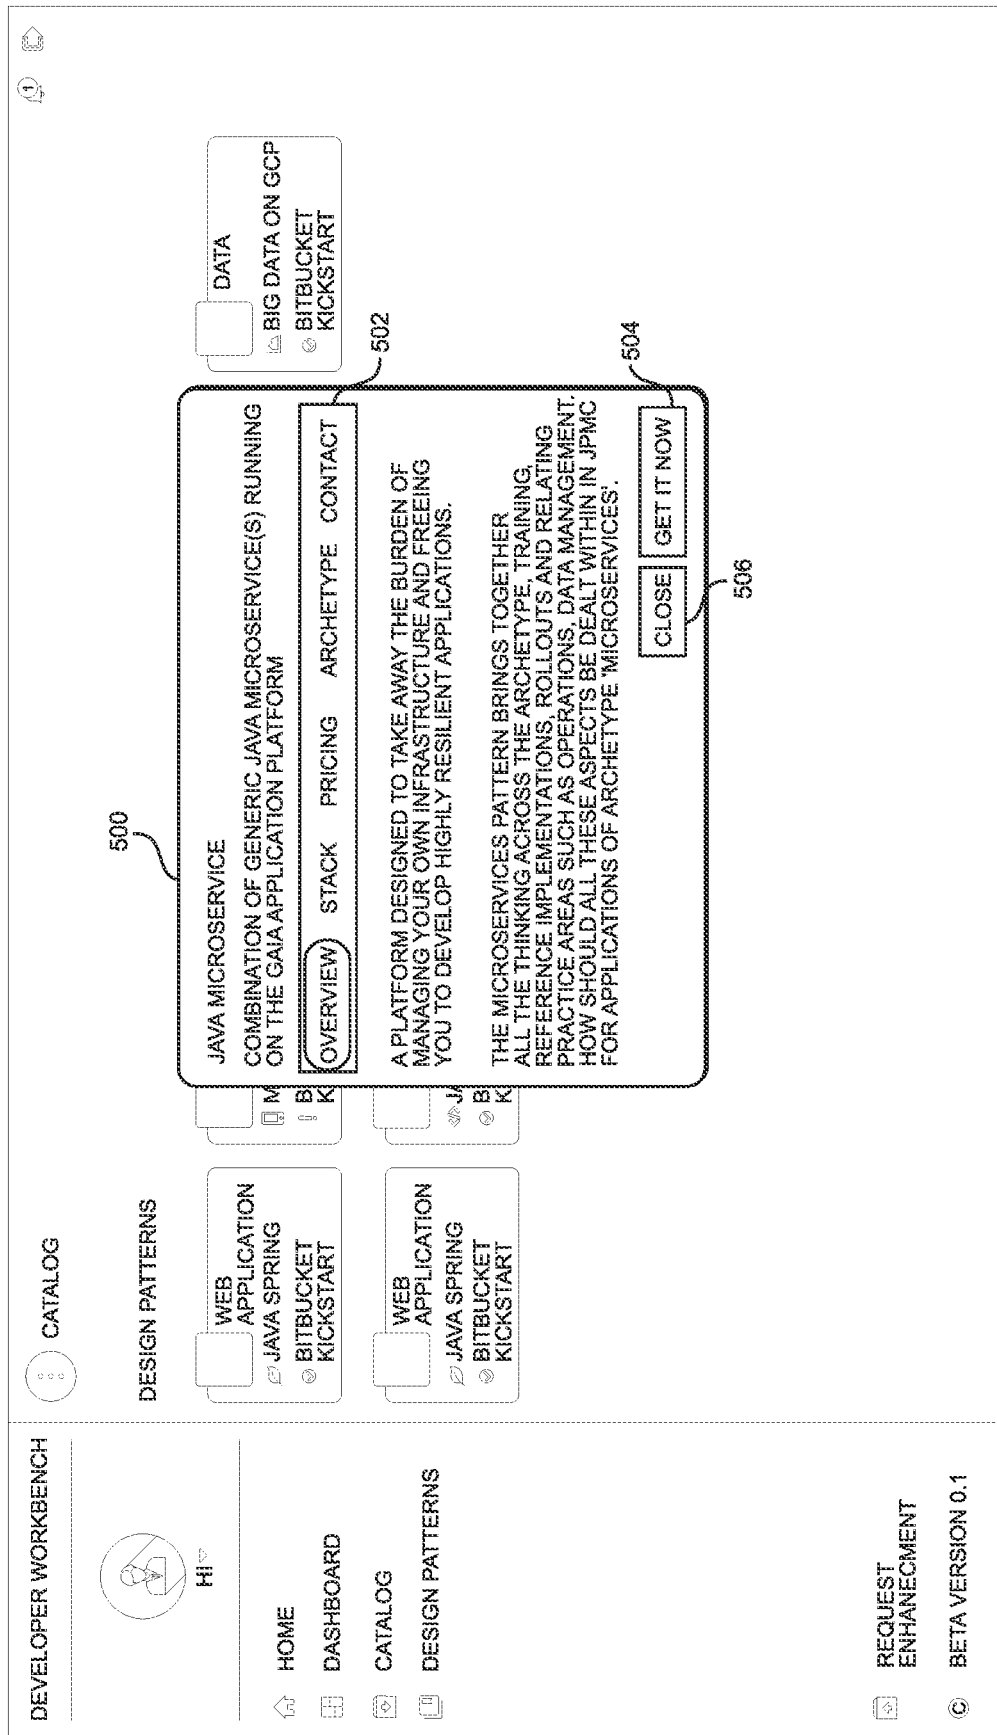 DEVELOPER WORKBENCH
Hi
HOME
DASHBOARD
CATALOG
DESIGN PATTERNS
REQUEST
ENHANECMENT
© BETA VERSION 0.1
CATALOG
1
DESIGN PATTERNS
WEB
APPLICATION
JAVA SPRING
BITBUCKET
KICKSTART
M
B
K
DATA
BIG DATA ON GCP
BITBUCKET
KICKSTART
WEB
APPLICATION
JAVA SPRING
BITBUCKET
KICKSTART
JA
B
K
500
JAVA MICROSERVICE
COMBINATION OF GENERIC JAVA MICROSERVICE(S) RUNNING
ON THE GAIA APPLICATION PLATFORM
OVERVIEW STACK PRICING ARCHETYPE CONTACT
502
A PLATFORM DESIGNED TO TAKE AWAY THE BURDEN OF
MANAGING YOUR OWN INFRASTRUCTURE AND FREEING
YOU TO DEVELOP HIGHLY RESILIENT APPLICATIONS.
THE MICROSERVICES PATTERN BRINGS TOGETHER
ALL THE THINKING ACROSS THE ARCHETYPE, TRAINING,
REFERENCE IMPLEMENTATIONS, ROLLOUTS AND RELATING
PRACTICE AREAS SUCH AS OPERATIONS, DATA MANAGEMENT.
HOW SHOULD ALL THESE ASPECTS BE DEALT WITHIN IN JPMC
FOR APPLICATIONS OF ARCHETYPE 'MICROSERVICES'.
CLOSE GET IT NOW
504
506